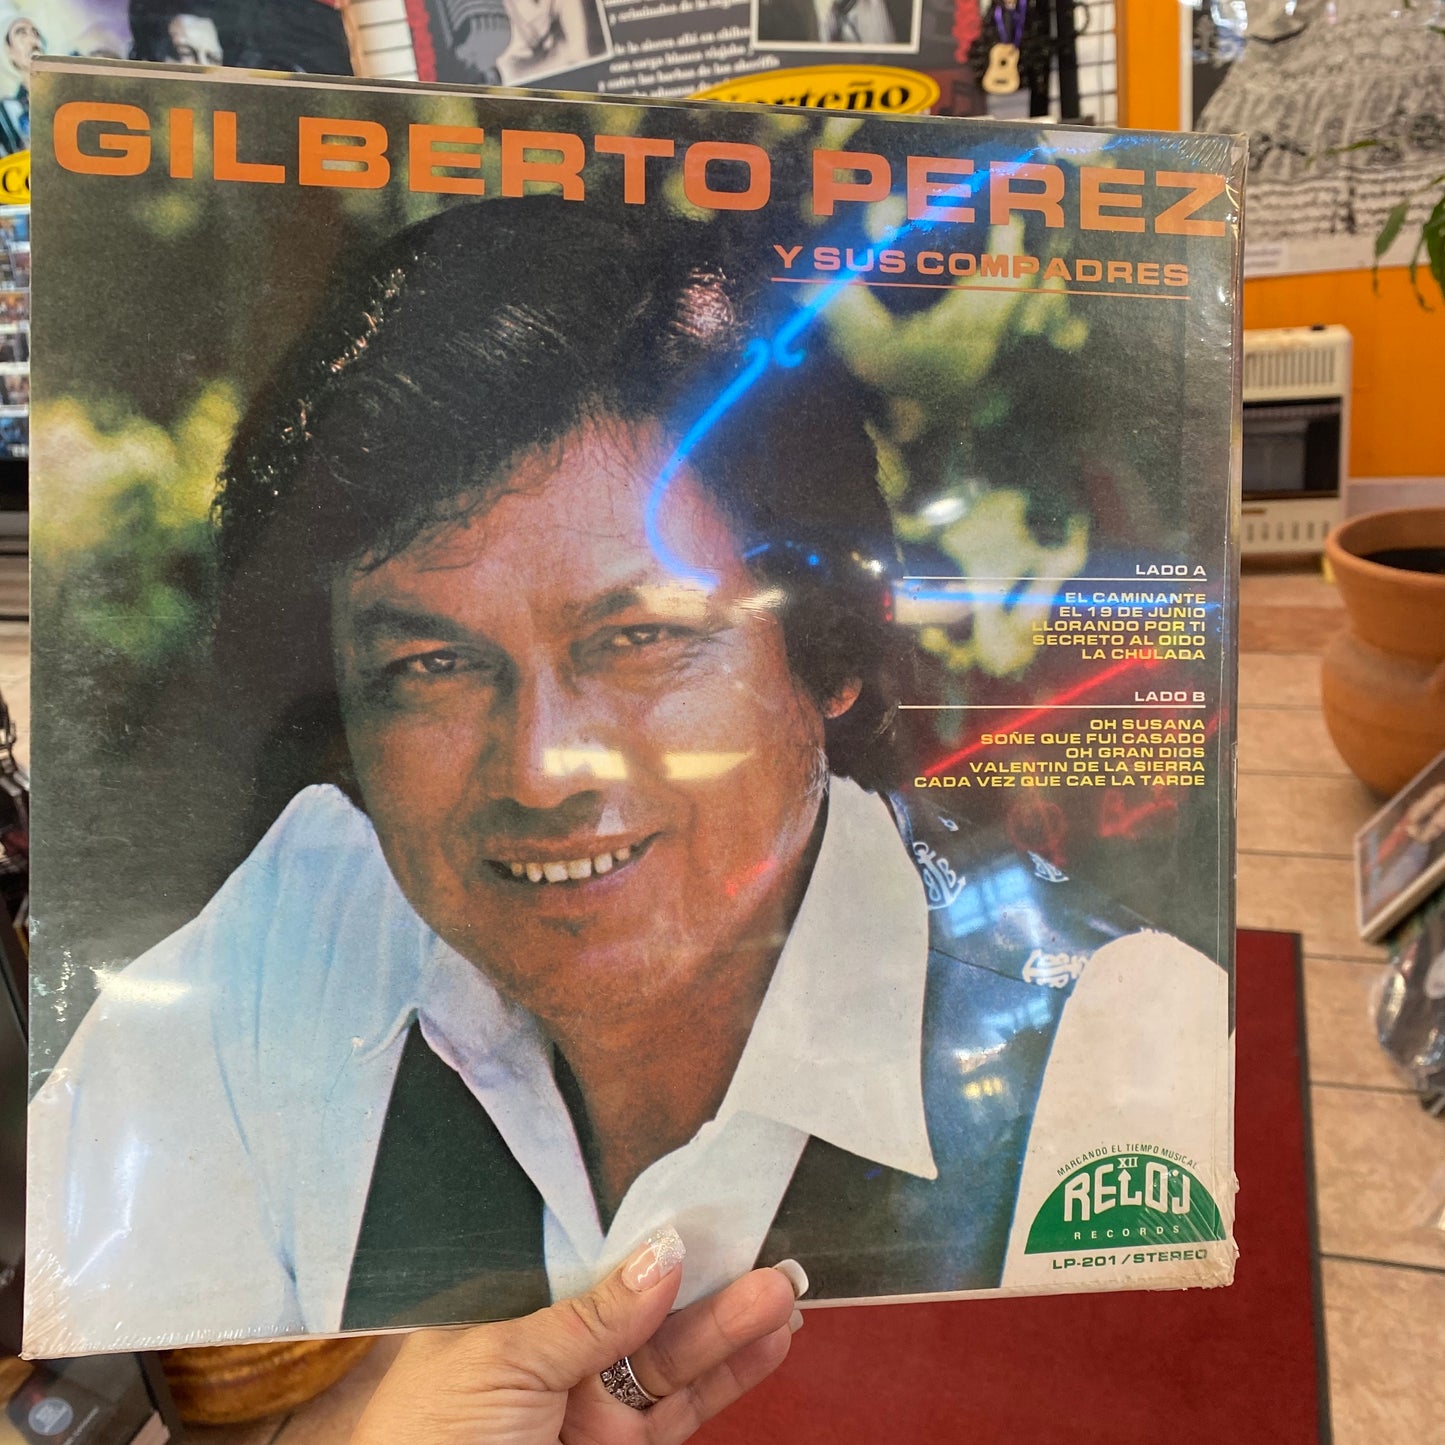 Norteño
GILBERTO PEREZ
Y SUS COMPADRES
LADO A
EL CAMINANTE
EL 19 DE JUNIO
LLORANDO POR TI
SECRETO AL OIDO
LA CHULADA
LADO B
OH SUSANA
SOÑE QUE FUI CASADO
OH GRAN DIOS
VALENTIN DE LA SIERRA
CADA VEZ QUE CAE LA TARDE
MARCANDO EL TIEMPO MUSICAL
XII
RELOJ
RECORDS
LP-201/STEREO